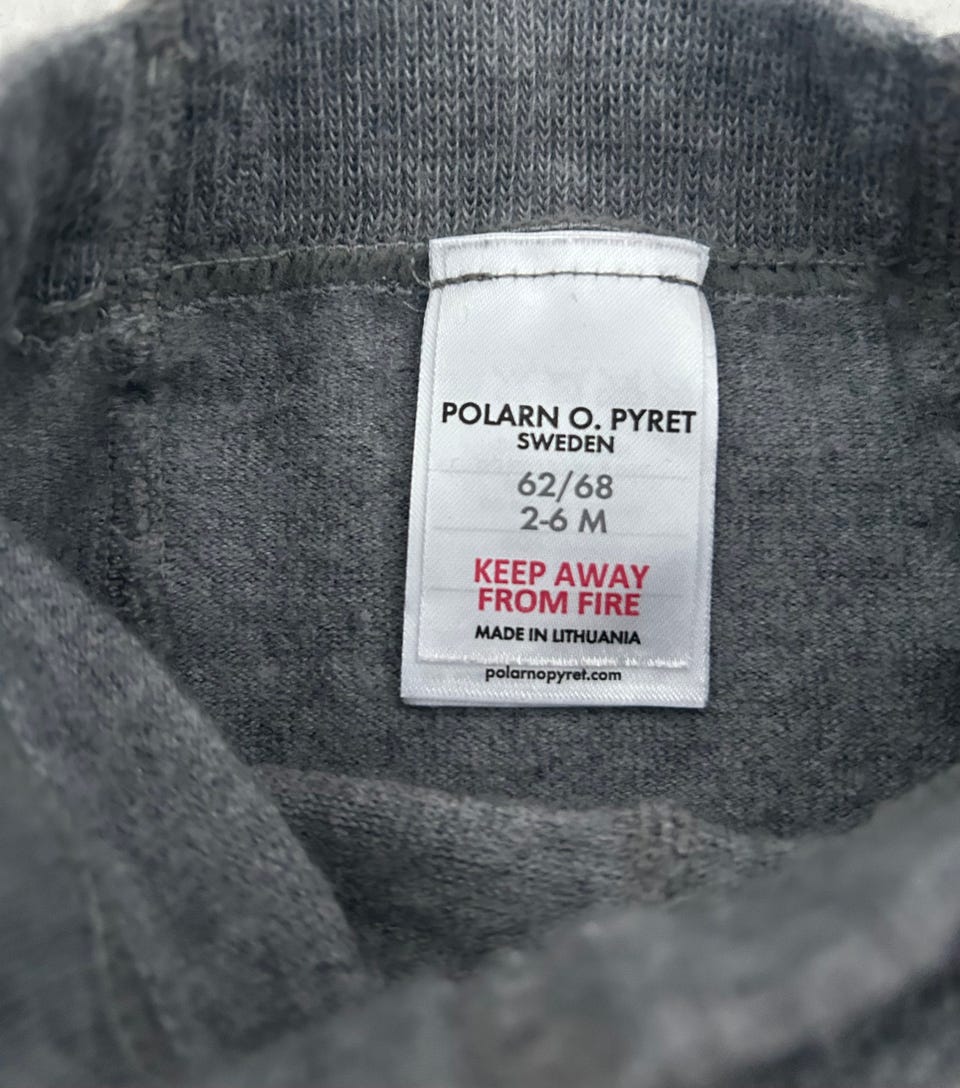 POLARN O. PYRET
SWEDEN
62/68
2-6 M
KEEP AWAY
FROM FIRE
MADE IN LITHUANIA
polarnopyret.com